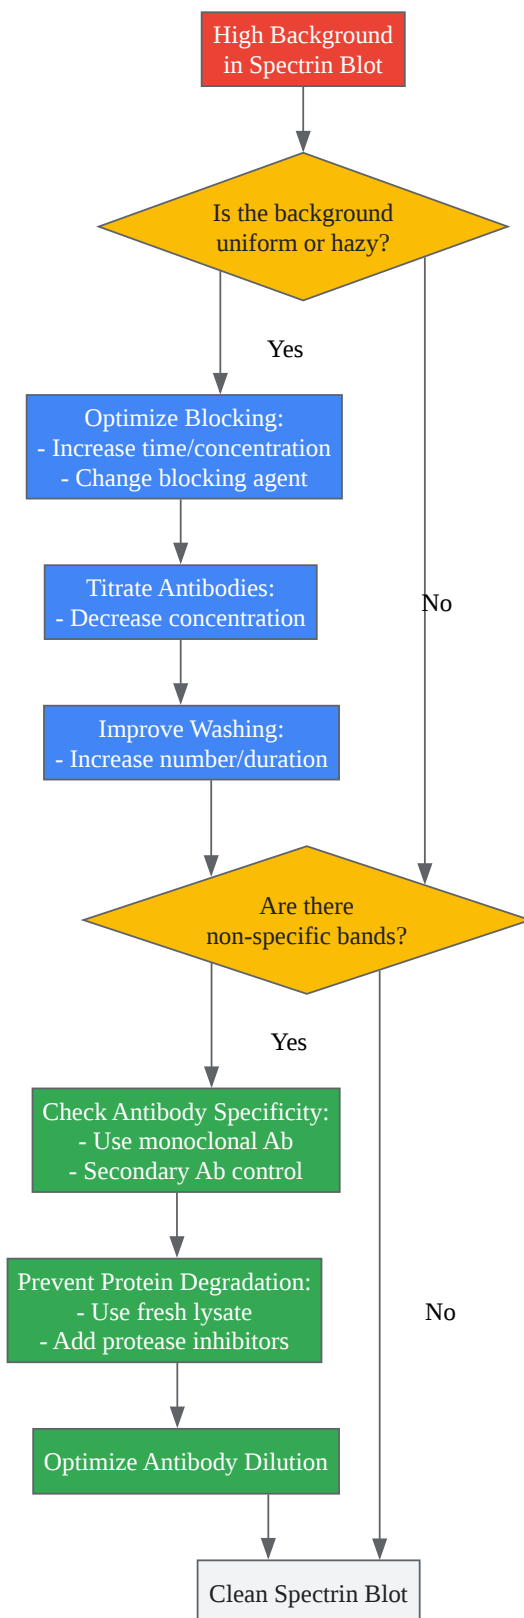 High Background
in Spectrin Blot
Is the background
uniform or hazy?
Yes
Optimize Blocking:
- Increase time/concentration
- Change blocking agent
Titrate Antibodies:
- Decrease concentration
No
Improve Washing:
- Increase number/duration
Are there
non-specific bands?
Yes
Check Antibody Specificity:
- Use monoclonal Ab
- Secondary Ab control
Prevent Protein Degradation:
- Use fresh lysate
- Add protease inhibitors
No
Optimize Antibody Dilution
Clean Spectrin Blot